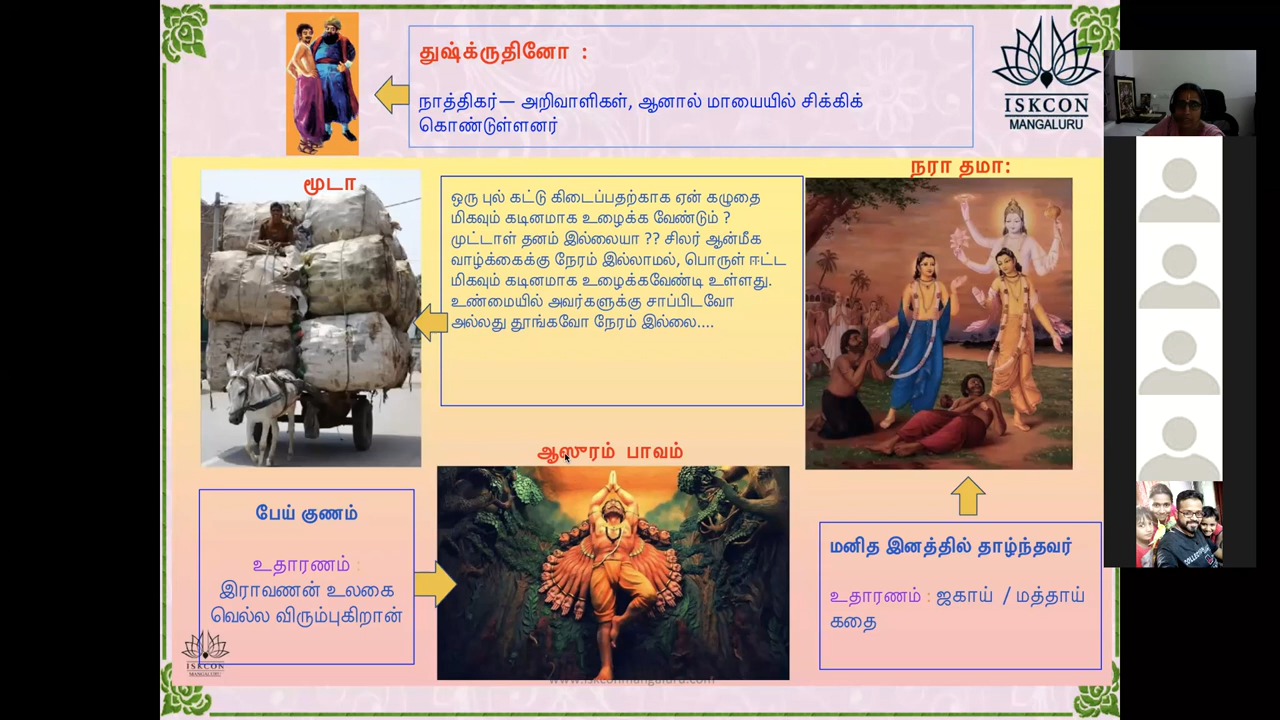 துஷ்க்ருதினோ :
நாத்திகர்— அறிவாளிகள், ஆனால் மாயையில் சிக்கிக்
கொண்டுள்ளனர்
ISKCON
MANGALURU
மூடா
ஒரு புல் கட்டு கிடைப்பதற்காக ஏன் கழுதை
மிகவும் கடினமாக உழைக்க வேண்டும் ?
முட்டாள் தனம் இல்லையா ?? சிலர் ஆன்மீக
வாழ்க்கைக்கு நேரம் இல்லாமல், பொருள் ஈட்ட
மிகவும் கடினமாக உழைக்கவேண்டி உள்ளது.
உண்மையில் அவர்களுக்கு சாப்பிடவோ
அல்லது தூங்கவோ நேரம் இல்லை....
நரா தமா:
ஆஸுரம் பாவம்
பேய் குணம்
உதாரணம் :
இராவணன் உலகை
வெல்ல விரும்புகிறான்
மனித இனத்தில் தாழ்ந்தவர்
உதாரணம் : ஜகாய் / மத்தாய்
கதை
ISKCON
MANGALURU
www.iskconmangaluru.com